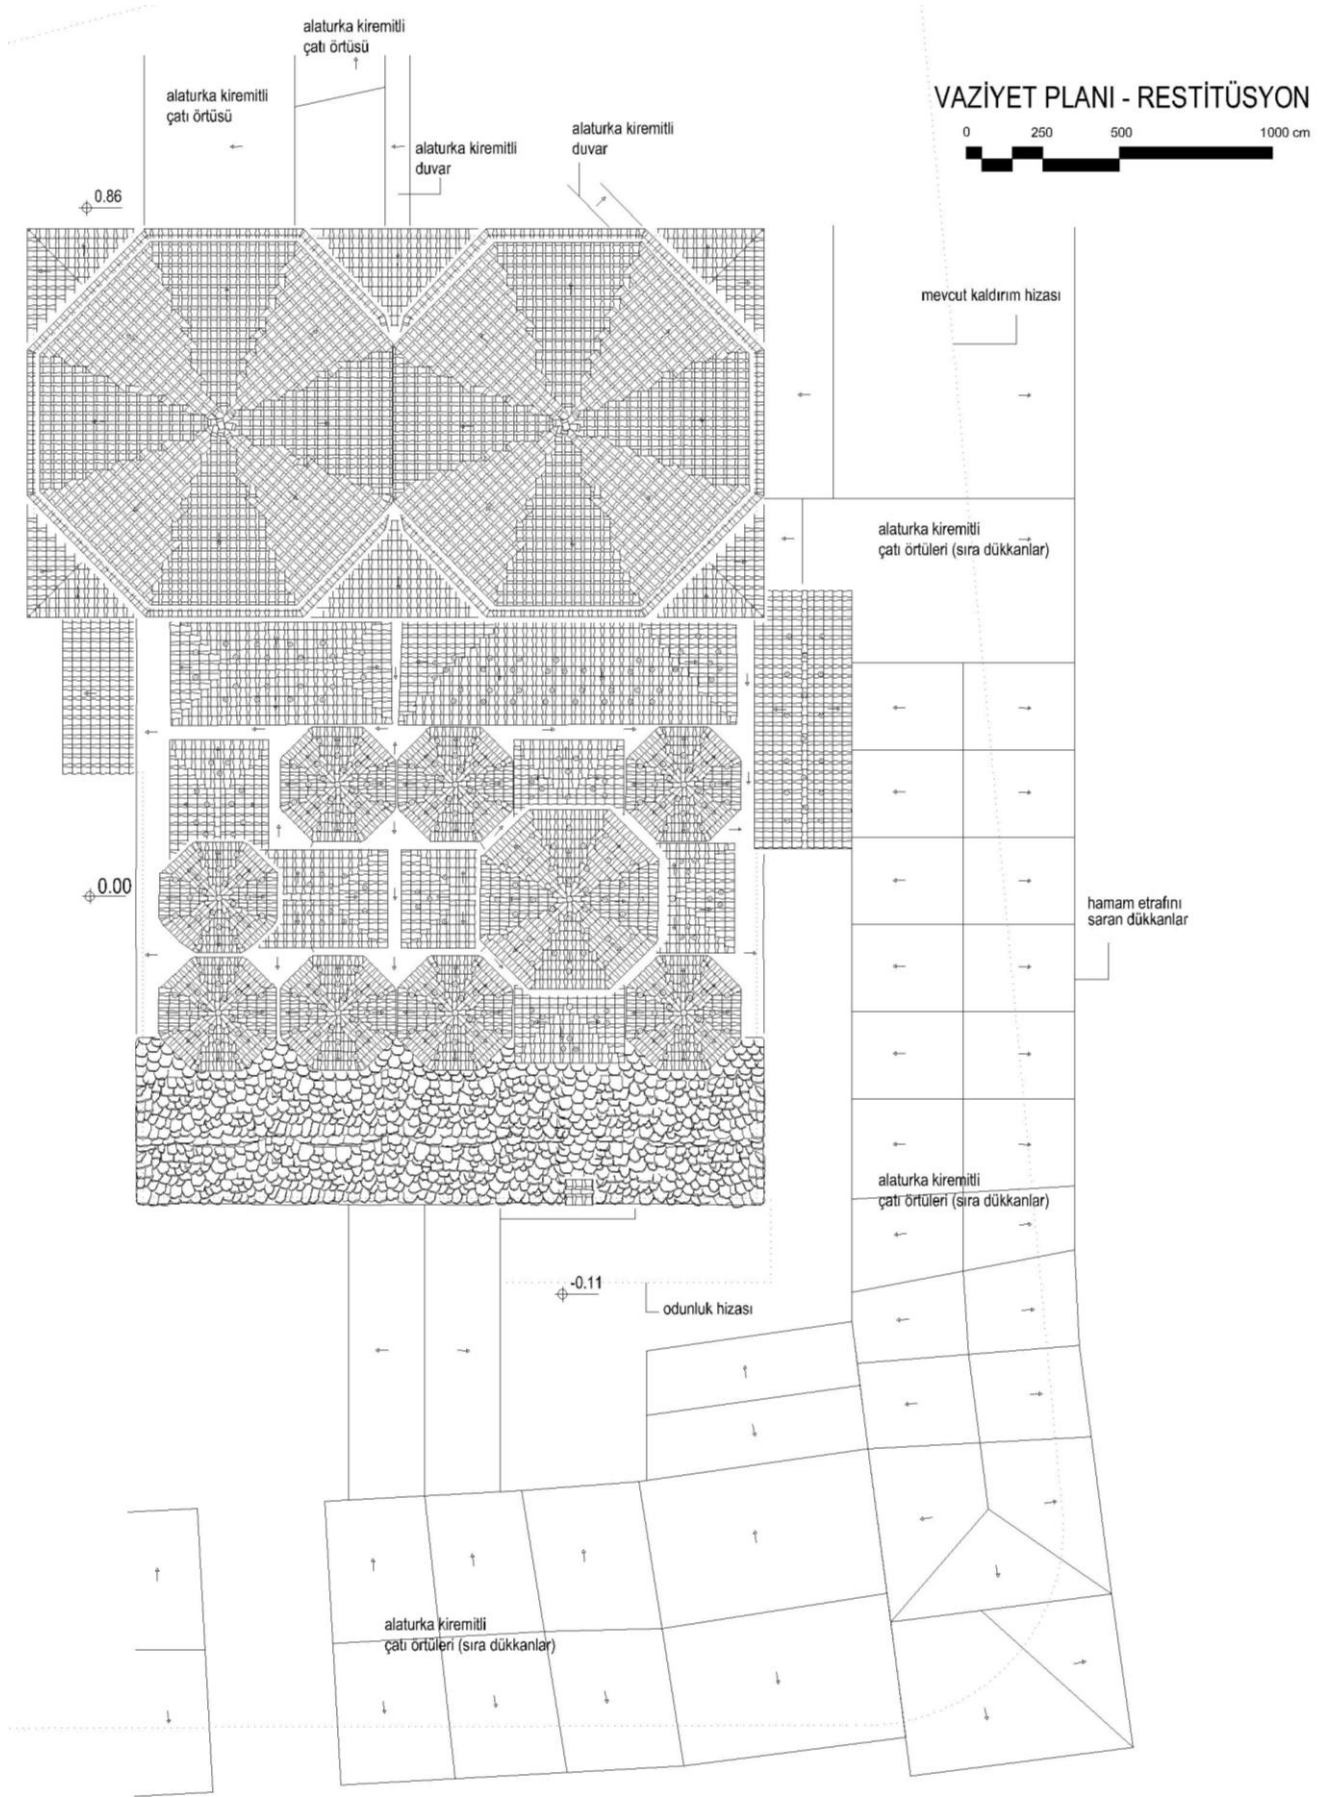 alaturka kiremitli
çatı örtüsü
VAZİYET PLANI - RESTİTÜSYON
0 250 500 1000 cm
alaturka kiremitli
çatı örtüsü
alaturka kiremitli
duvar
alaturka kiremitli
duvar
0.86
mevcut kaldırım hizası
alaturka kiremitli
çatı örtüleri (sıra dükkanlar)
0.00
hamam etrafını
saran dükkanlar
alaturka kiremitli
çatı örtüleri (sıra dükkanlar)
-0.11
odunluk hizası
alaturka kiremitli
çatı örtüleri (sıra dükkanlar)